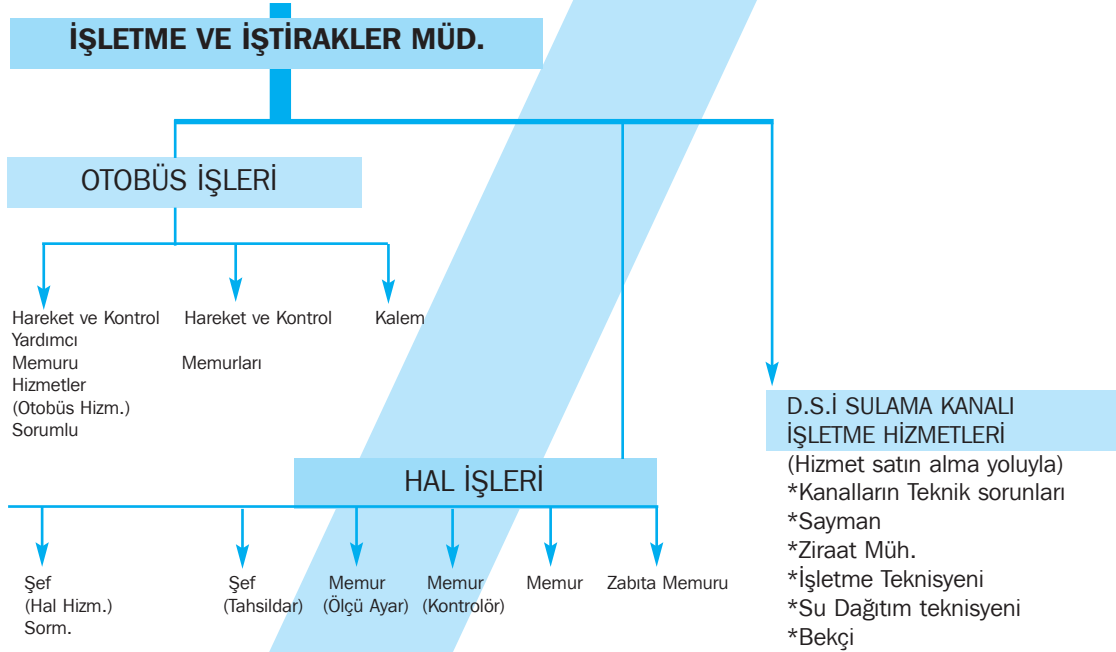 İŞLETME VE İŞTİRAKLER MÜD.
OTOBÜS İŞLERİ
Hareket ve Kontrol
Yardımcı
Memuru
Hizmetler
(Otobüs Hizm.)
Sorumlu
Hareket ve Kontrol
Memurları
Kalem
D.S.İ SULAMA KANALI
İŞLETME HİZMETLERİ
(Hizmet satın alma yoluyla)
*Kanalların Teknik sorunları
*Sayman
*Ziraat Müh.
*İşletme Teknisyeni
*Su Dağıtım teknisyeni
*Bekçi
HAL İŞLERİ
Şef
(Hal Hizm.)
Sorm.
Şef
(Tahsildar)
Memur
(Ölçü Ayar)
Memur
(Kontrolör)
Memur
Zabıta Memuru